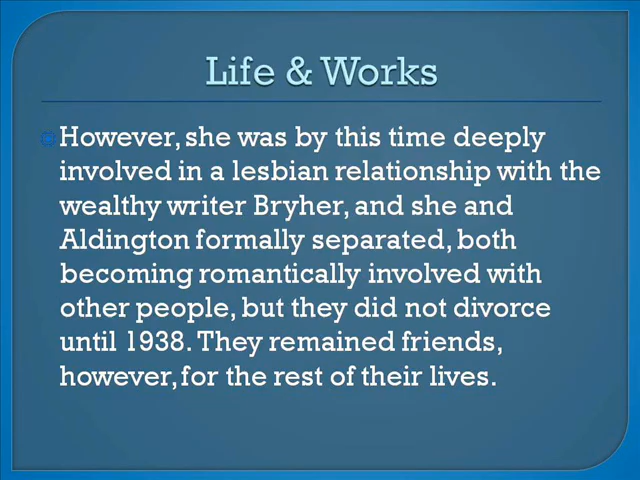 Life & Works
However, she was by this time deeply
involved in a lesbian relationship with the
wealthy writer Bryher, and she and
Aldington formally separated, both
becoming romantically involved with
other people, but they did not divorce
until 1938. They remained friends,
however, for the rest of their lives.